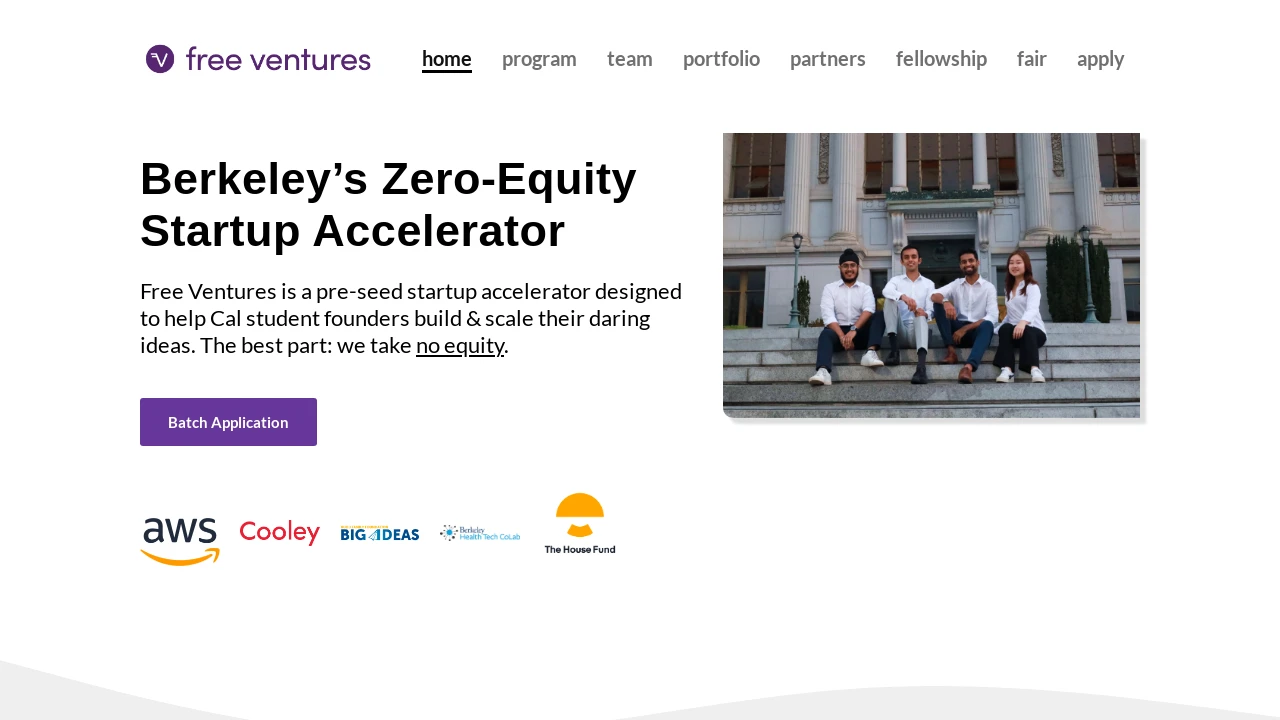 free ventures
home program team portfolio partners fellowship fair apply
Berkeley’s Zero-Equity
Startup Accelerator
Free Ventures is a pre-seed startup accelerator designed
to help Cal student founders build & scale their daring
ideas. The best part: we take no equity.
Batch Application
aws
Cooley
BIG IDEAS
Berkeley
Health Tech CoLab
The House Fund